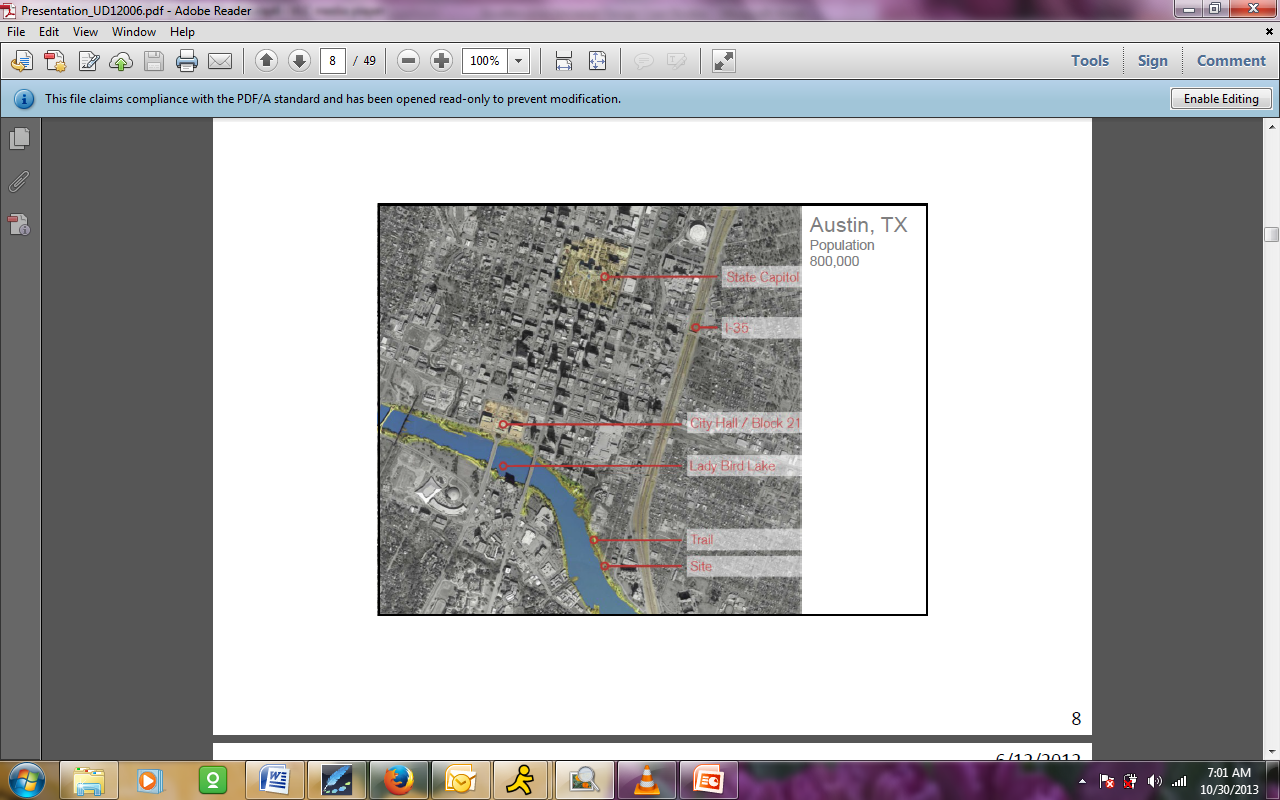 Presentation_UD12006.pdf - Adobe Reader
File Edit View Window Help
8 / 49 100% Tools Sign Comment
This file claims compliance with the PDF/A standard and has been opened read-only to prevent modification. Enable Editing
Austin, TX
Population
800,000
State Capitol
I-35
City Hall / Block 21
Lady Bird Lake
Trail
Site
8
6/12/2012
7:01 AM
10/30/2013